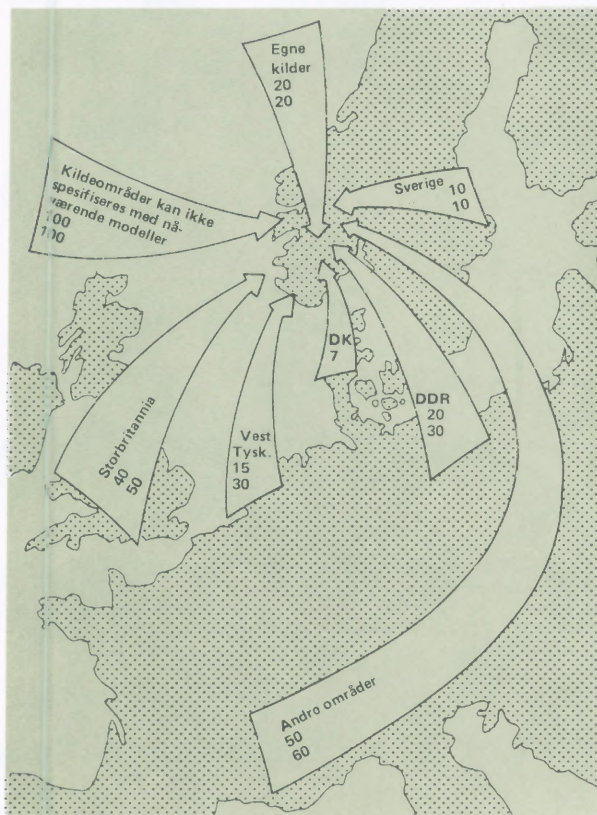 Egne
kilder
20
20
Kildeområder kan ikke
spesifiseres med nå-
værende modeller
100
100
Sverige 10
10
DK
7
DDR
20
30
Vest
Tysk.
15
30
Storbritannia
40
50
Andro områder
50
60